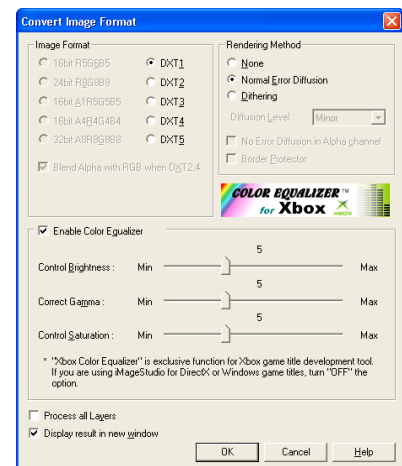 Convert Image Format
Image Format
16bit R5G6B5
24bit R8G8B8
16bit A1R5G5B5
16bit A4R4G4B4
32bit A8R8G8B8
DXT1
DXT2
DXT3
DXT4
DXT5
Blend Alpha with RGB when DXT2,4
Rendering Method
None
Normal Error Diffusion
Dithering
Diffusion Level : Minor
No Error Diffusion in Alpha channel
Border Protector
COLOR EQUALIZER™
for Xbox
XBOX
Enable Color Equalizer
5
Control Brightness : Min Max
5
Correct Gamma : Min Max
5
Control Saturation : Min Max
* "Xbox Color Equalizer" is exclusive function for Xbox game title development tool.
If you are using iMageStudio for DirectX or Windows game titles, turn "OFF" the
option.
Process all Layers
Display result in new window
OK Cancel Help